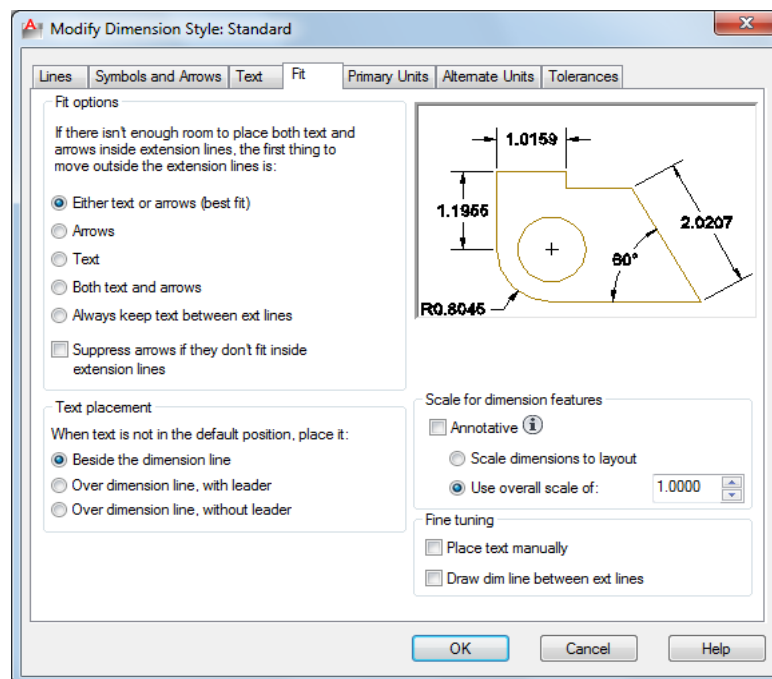 Modify Dimension Style: Standard
Lines
Symbols and Arrows
Text
Fit
Primary Units
Alternate Units
Tolerances
Fit options
If there isn't enough room to place both text and
arrows inside extension lines, the first thing to
move outside the extension lines is:
Either text or arrows (best fit)
Arrows
Text
Both text and arrows
Always keep text between ext lines
Suppress arrows if they don't fit inside
extension lines
Text placement
When text is not in the default position, place it:
Beside the dimension line
Over dimension line, with leader
Over dimension line, without leader
1.0159
1.1955
2.0207
60°
R0.8045
Scale for dimension features
Annotative
Scale dimensions to layout
Use overall scale of:
1.0000
Fine tuning
Place text manually
Draw dim line between ext lines
OK
Cancel
Help